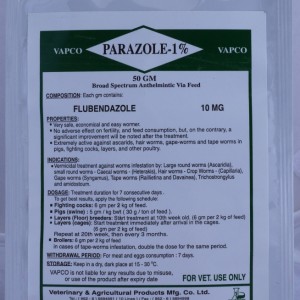 VAPCO PARAZOLE-1% VAPCO
50 GM
Broad Spectrum Anthelmintic Via Feed
COMPOSITION: Each gm contains:
FLUBENDAZOLE 10 MG
PROPERTIES:
• Very safe, economical and easy wormer.
• No adverse effect on fertility, and feed consumption, but, on the contrary, a
significant improvement will be noted after the treatment.
• Extremely active against ascarids, hair worms, gape-worms and tape worms in
pigs, fighting cocks, layers, and other poultry.
INDICATIONS:
• Vermicidal treatment against worms infestation by: Large round worms (Ascaridia),
small round worms - Caecal worm - (Heterakis), Hair worms - Crop Worms - (Capillaria),
Gape worms (Syngamus), Tape worms (Raillietina and Davainea), Trichostrongylus
and amidostomum.
DOSAGE: Treatment duration for 7 consecutive days.
To get best results, apply the following schedule:
• Fighting cocks: 6 gm per 2 kg of feed.
• Pigs (swine) : 5 gm / kg bwt ( 30 / ton of feed ).
• Layers (Floor) breeders: Start treatment at 10th week old. (6 gm per 2 kg of feed)
• Layers (cages): Start treatment immediately after arrival in the cages.
(6 gm per 2 kg of feed)
Repeat at 20th week, then every 3 months.
• Broilers: 6 gm per 2 kg of feed
in cases of tape-worms infestation, double the dose for the same period.
WITHDRAWAL PERIOD: For meat and eggs consumption : 7 days.
STORAGE: Keep in a dry, dark place at 15 - 30 °C.
VAPCO is not liable for any results due to misuse,
or use of the product after expiry date
FOR VET. USE ONLY
Veterinary & Agricultural Products Mfg. Co. Ltd.